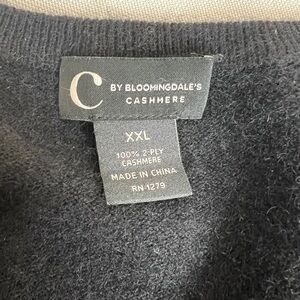 C BY BLOOMINGDALE'S
CASHMERE
XXL
100% 2-PLY
CASHMERE
MADE IN CHINA
RN 1279